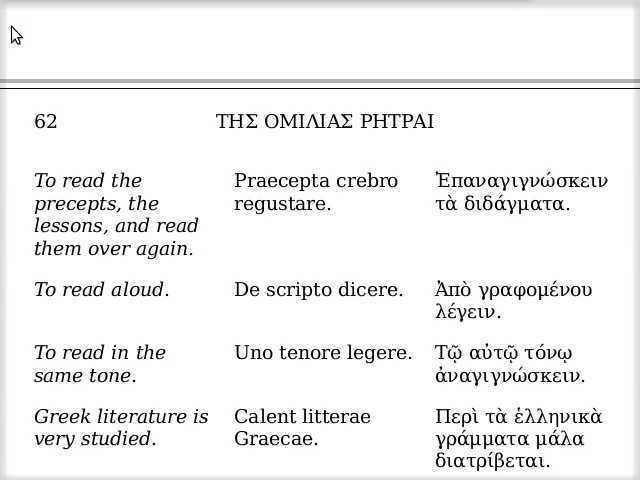 62 ΤΗΣ ΟΜΙΛΙΑΣ ΡΗΤΡΑΙ
To read the
precepts, the
lessons, and read
them over again.
Praecepta crebro
regustare.
Ἐπαναγιγνώσκειν
τὰ διδάγματα.
To read aloud.
De scripto dicere.
Ἀπὸ γραφομένου
λέγειν.
To read in the
same tone.
Uno tenore legere.
Τῷ αὐτῷ τόνῳ
ἀναγιγνώσκειν.
Greek literature is
very studied.
Calent litterae
Graecae.
Περὶ τὰ ἑλληνικὰ
γράμματα μάλα
διατρίβεται.